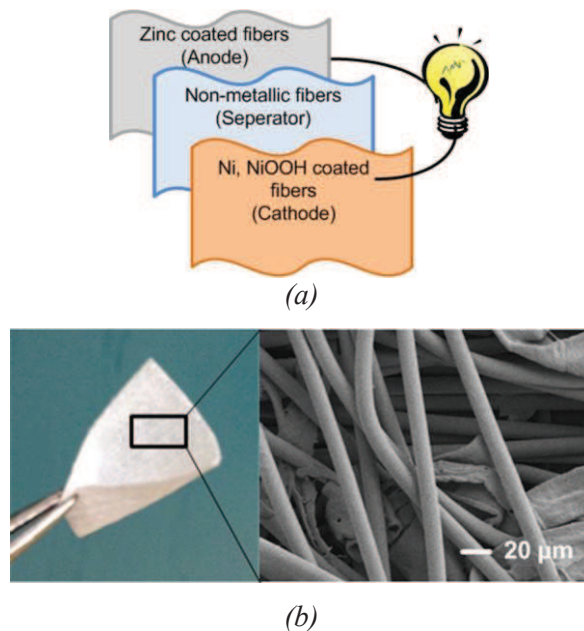 Zinc coated fibers
(Anode)
Non-metallic fibers
(Seperator)
Ni, NiOOH coated
fibers
(Cathode)
(a)
20 µm
(b)